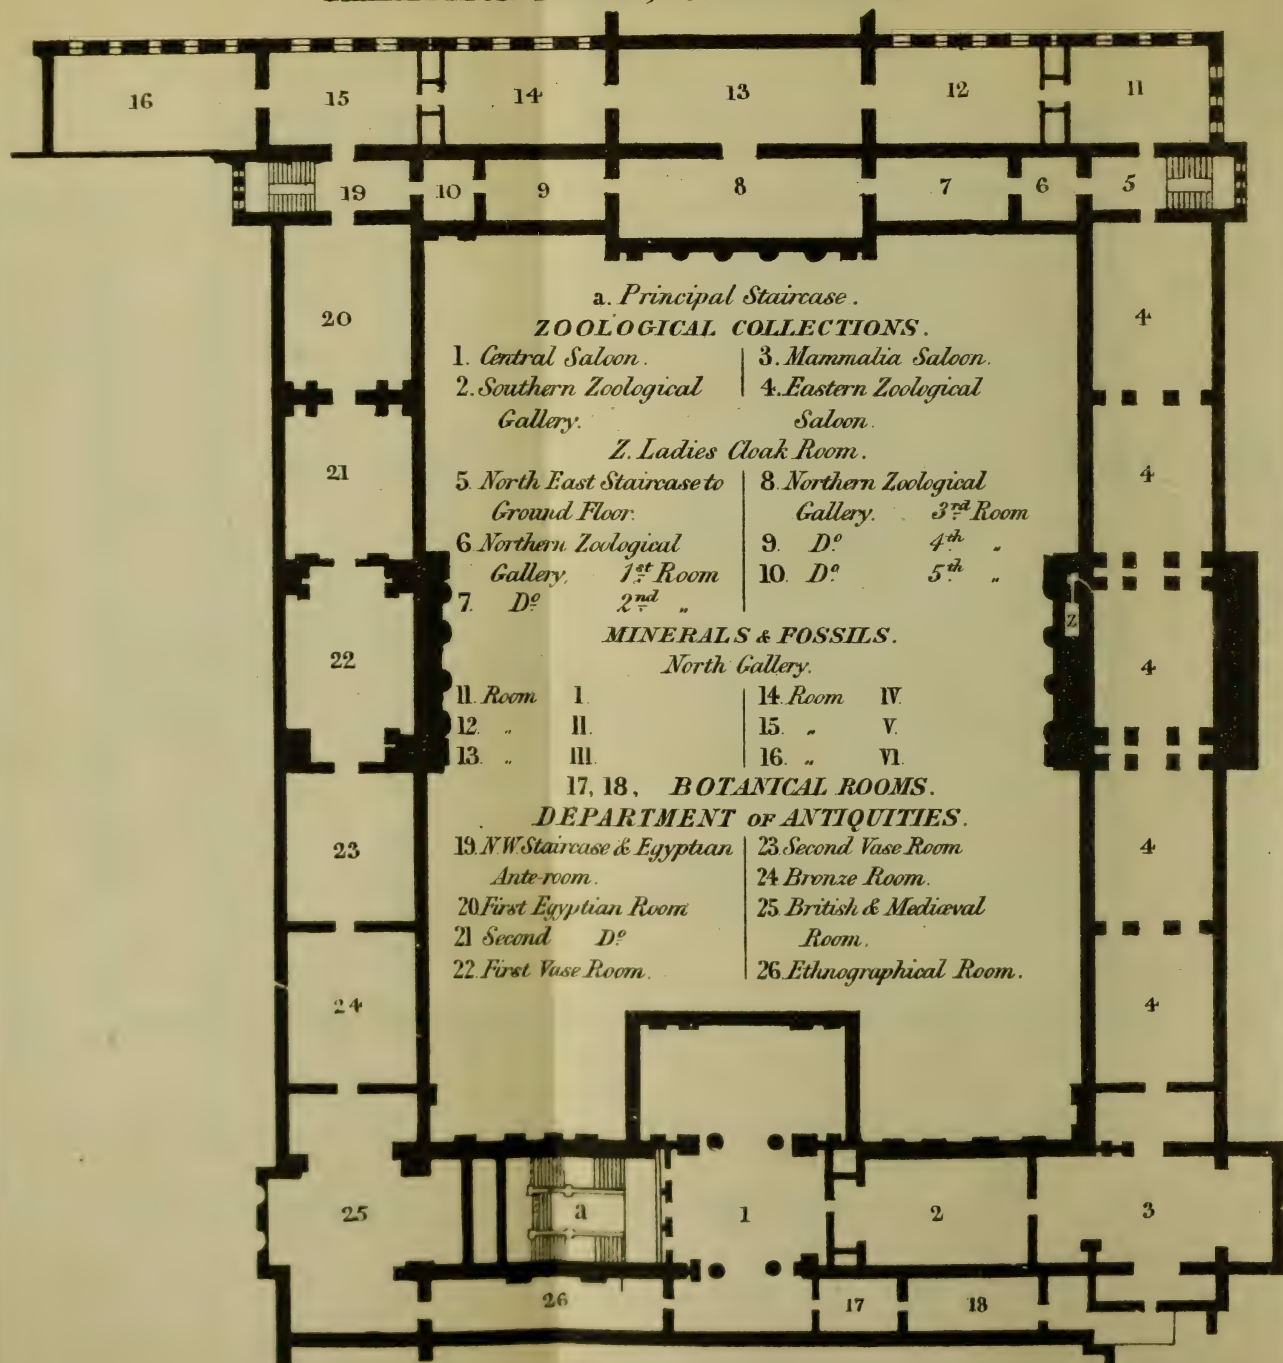 16 15 14 13 12 11
19 10 9 8 7 6 5
a. Principal Staircase.
ZOOLOGICAL COLLECTIONS.
1. Central Saloon.
2. Southern Zoological
Gallery.
3. Mammalia Saloon.
4. Eastern Zoological
Saloon.
Z. Ladies Cloak Room.
5. North East Staircase to
Ground Floor.
6 Northern Zoological
Gallery, 1st Room
7. Do 2nd „
8. Northern Zoological
Gallery. 3rd Room
9. Do 4th „
10. Do 5th „
MINERALS & FOSSILS.
North Gallery.
11. Room I.
12. „ II.
13. „ III.
14. Room IV.
15. „ V.
16. „ VI.
17, 18, BOTANICAL ROOMS.
DEPARTMENT OF ANTIQUITIES.
19. N.W Staircase & Egyptian
Ante-room.
20 First Egyptian Room
21 Second Do
22. First Vase Room.
23. Second Vase Room
24 Bronze Room.
25. British & Mediæval
Room.
26. Ethnographical Room.
20
21
22
23
24
4
4
4
Z
4
4
25 a 1 2 3
26 17 18